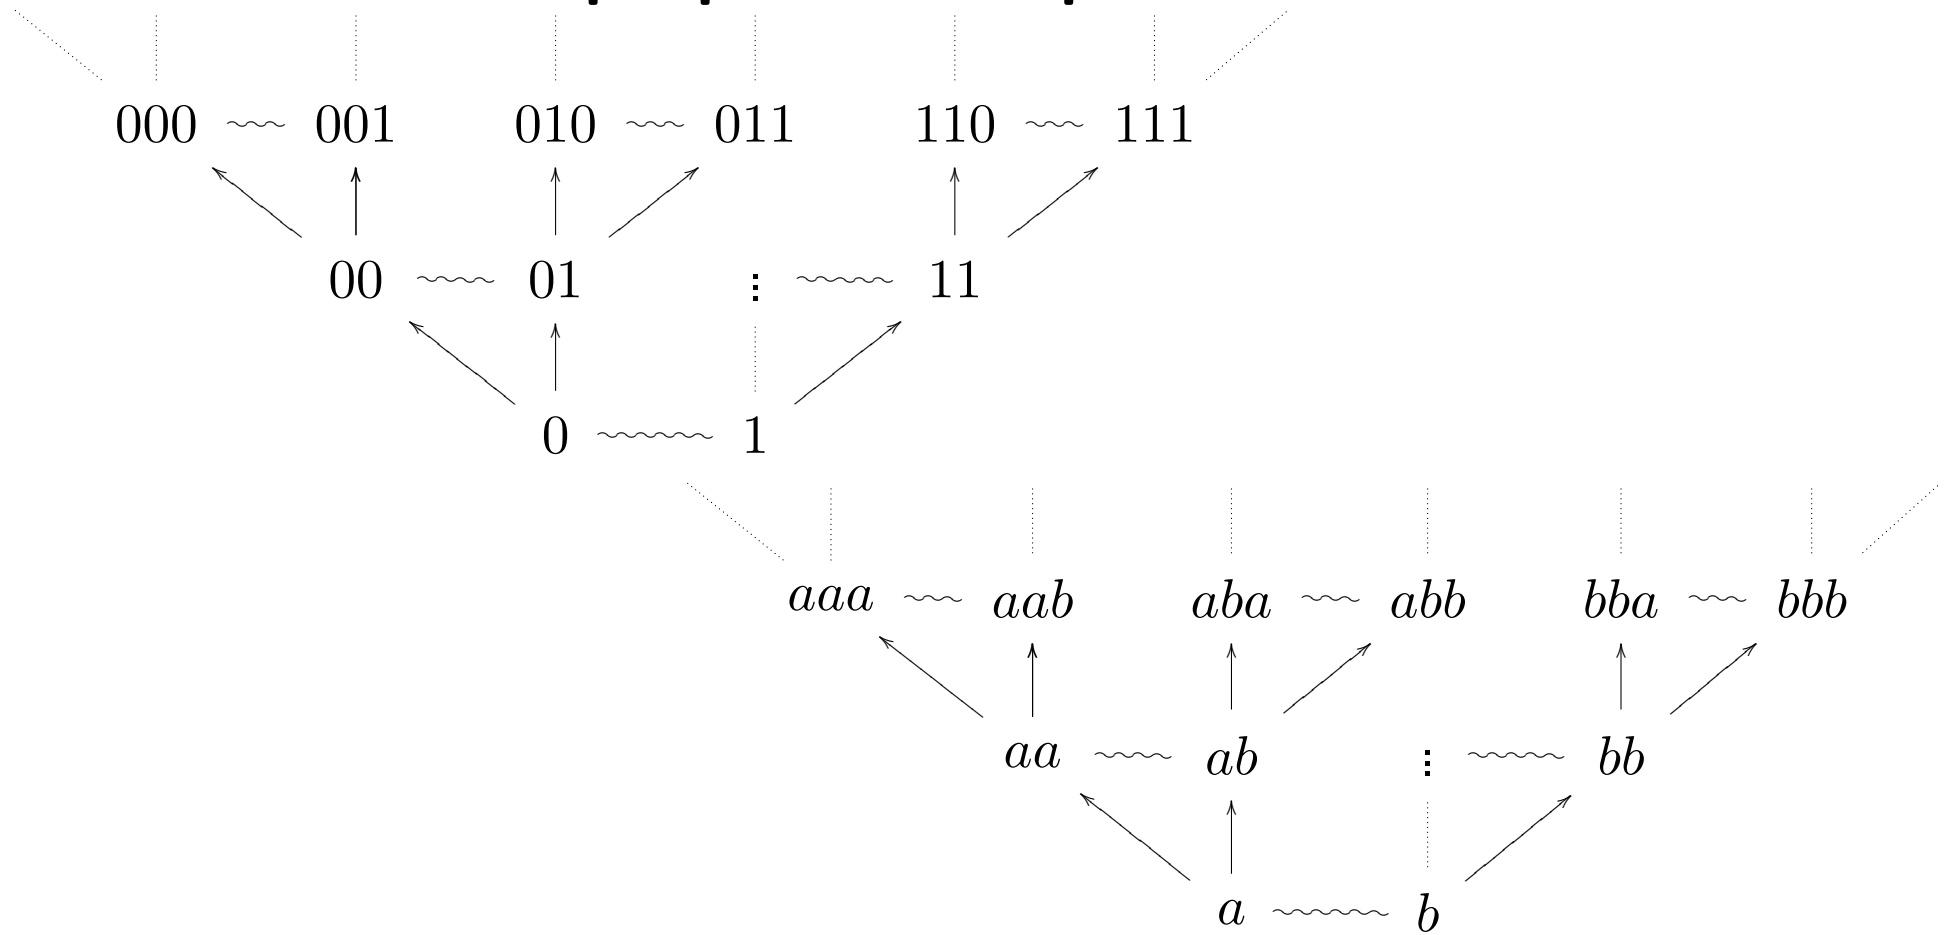 000 001 010 011 110 111
00 01 ⋮ 11
0 1
aaa aab aba abb bba bbb
aa ab ⋮ bb
a b